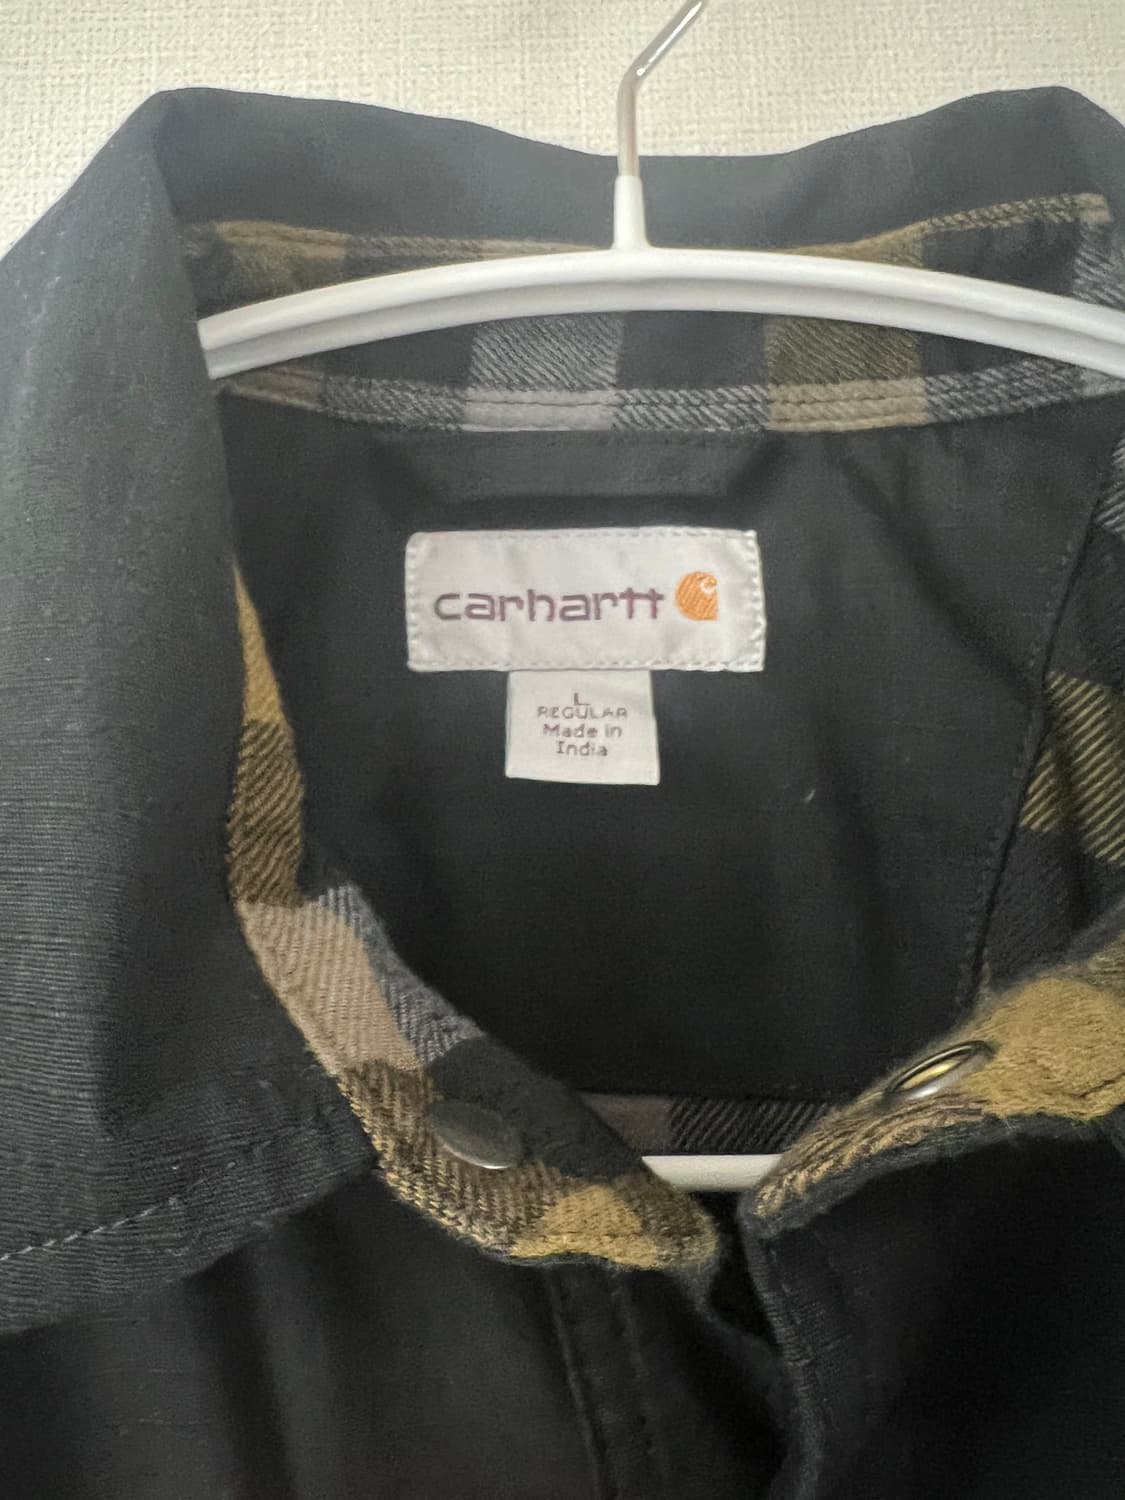 carhartt
L
REGULAR
Made in
India